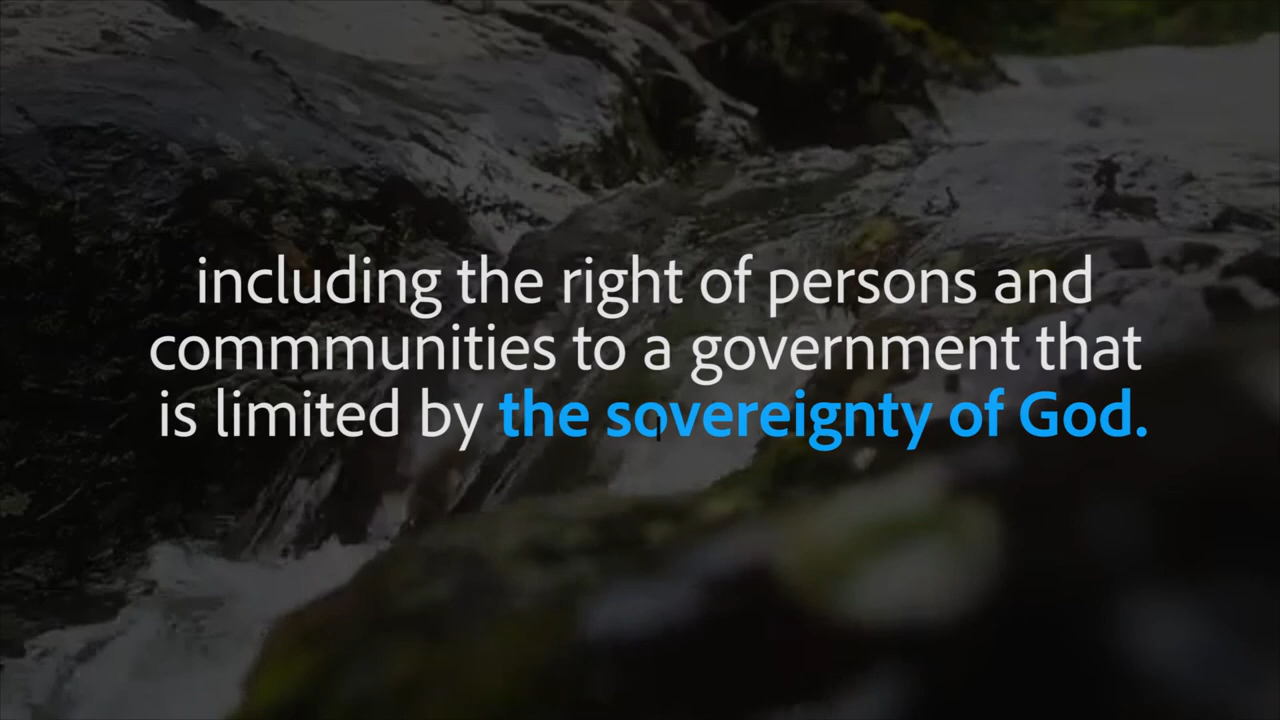 including the right of persons and
commmunities to a government that
is limited by the sovereignty of God.